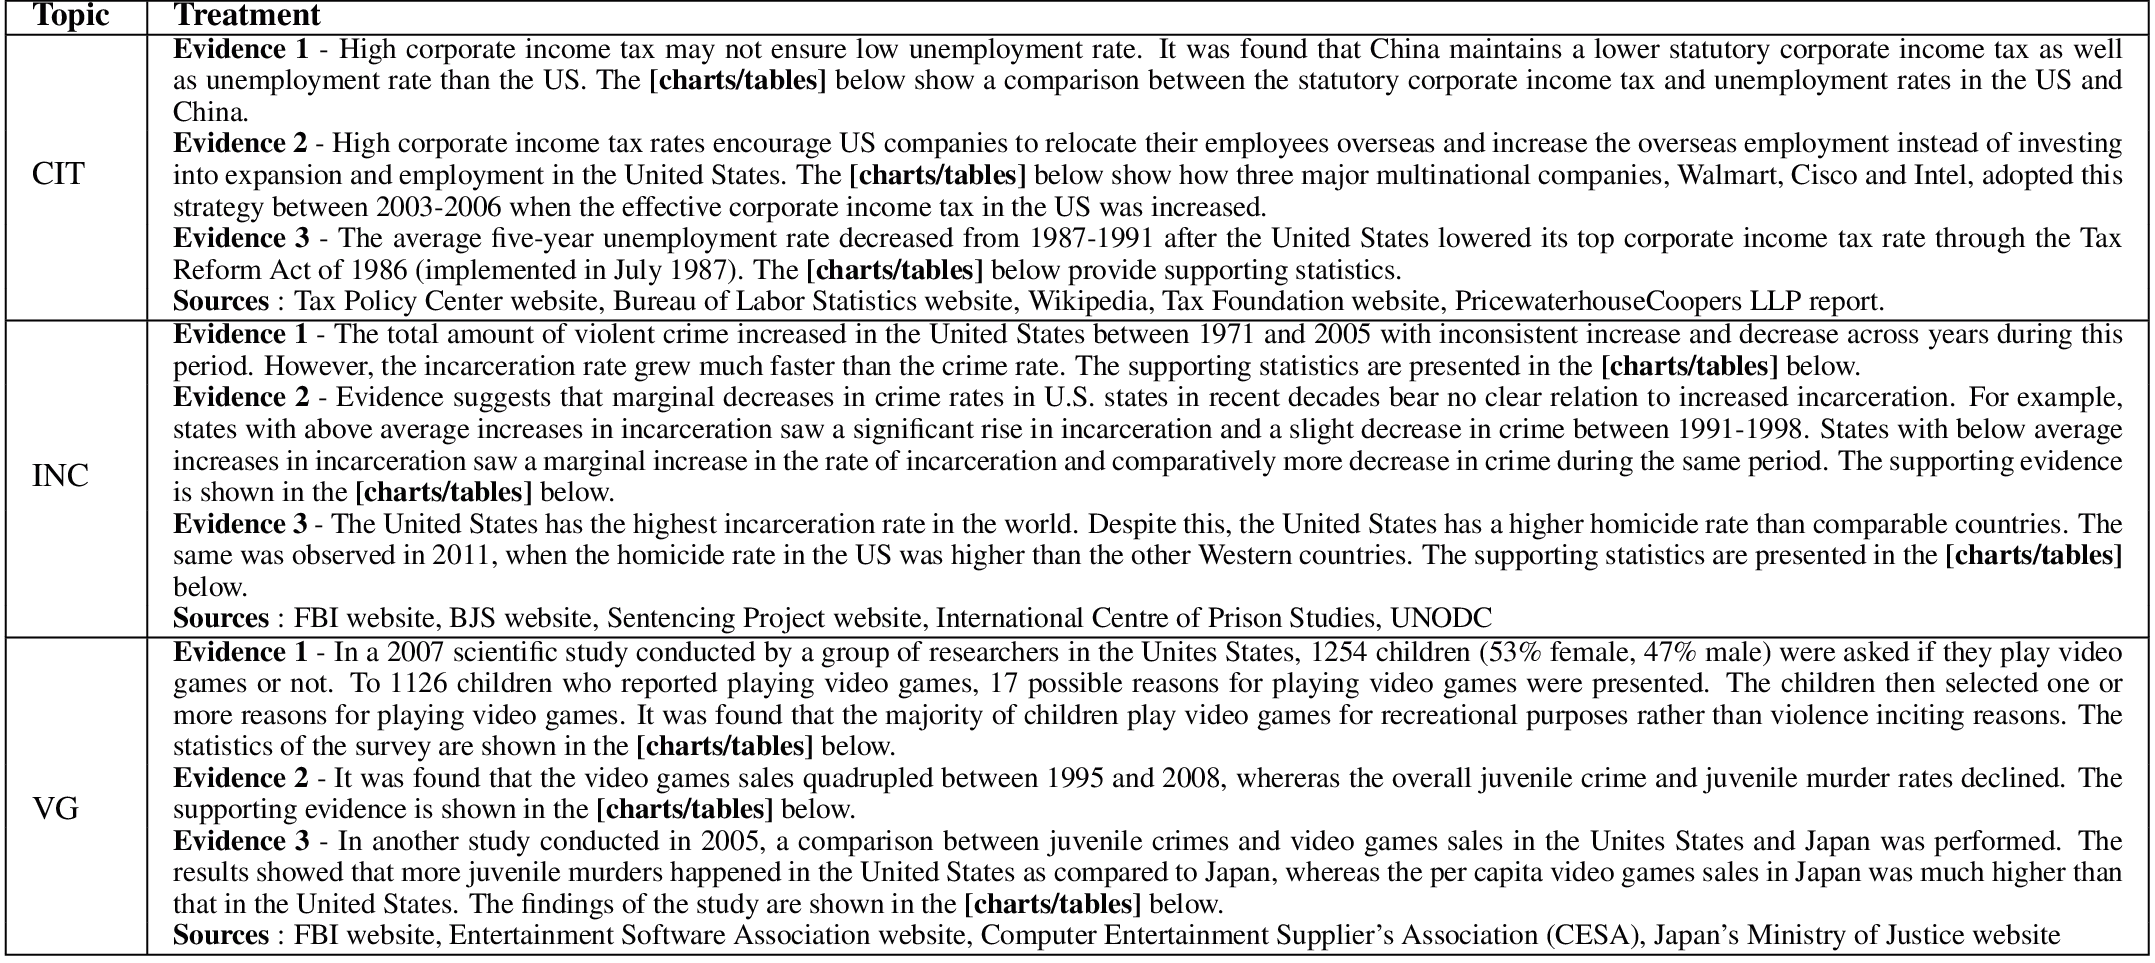 Topic Treatment
Evidence 1 - High corporate income tax may not ensure low unemployment rate. It was found that China maintains a lower statutory corporate income tax as well
as unemployment rate than the US. The [charts/tables] below show a comparison between the statutory corporate income tax and unemployment rates in the US and
China.
Evidence 2 - High corporate income tax rates encourage US companies to relocate their employees overseas and increase the overseas employment instead of investing
CIT
into expansion and employment in the United States. The [charts/tables] below show how three major multinational companies, Walmart, Cisco and Intel, adopted this
strategy between 2003-2006 when the effective corporate income tax in the US was increased.
Evidence 3 - The average five-year unemployment rate decreased from 1987-1991 after the United States lowered its top corporate income tax rate through the Tax
Reform Act of 1986 (implemented in July 1987). The [charts/tables] below provide supporting statistics.
Sources : Tax Policy Center website, Bureau of Labor Statistics website, Wikipedia, Tax Foundation website, PricewaterhouseCoopers LLP report.
Evidence 1 - The total amount of violent crime increased in the United States between 1971 and 2005 with inconsistent increase and decrease across years during this
period. However, the incarceration rate grew much faster than the crime rate. The supporting statistics are presented in the [charts/tables] below.
Evidence 2 - Evidence suggests that marginal decreases in crime rates in U.S. states in recent decades bear no clear relation to increased incarceration. For example,
states with above average increases in incarceration saw a significant rise in incarceration and a slight decrease in crime between 1991-1998. States with below average
increases in incarceration saw a marginal increase in the rate of incarceration and comparatively more decrease in crime during the same period. The supporting evidence
INC
is shown in the [charts/tables] below.
Evidence 3 - The United States has the highest incarceration rate in the world. Despite this, the United States has a higher homicide rate than comparable countries. The
same was observed in 2011, when the homicide rate in the US was higher than the other Western countries. The supporting statistics are presented in the [charts/tables]
below.
Sources : FBI website, BJS website, Sentencing Project website, International Centre of Prison Studies, UNODC
Evidence 1 - In a 2007 scientific study conducted by a group of researchers in the Unites States, 1254 children (53% female, 47% male) were asked if they play video
games or not. To 1126 children who reported playing video games, 17 possible reasons for playing video games were presented. The children then selected one or
more reasons for playing video games. It was found that the majority of children play video games for recreational purposes rather than violence inciting reasons. The
statistics of the survey are shown in the [charts/tables] below.
Evidence 2 - It was found that the video games sales quadrupled between 1995 and 2008, whereras the overall juvenile crime and juvenile murder rates declined. The
VG
supporting evidence is shown in the [charts/tables] below.
Evidence 3 - In another study conducted in 2005, a comparison between juvenile crimes and video games sales in the Unites States and Japan was performed. The
results showed that more juvenile murders happened in the United States as compared to Japan, whereas the per capita video games sales in Japan was much higher than
that in the United States. The findings of the study are shown in the [charts/tables] below.
Sources : FBI website, Entertainment Software Association website, Computer Entertainment Supplier's Association (CESA), Japan's Ministry of Justice website